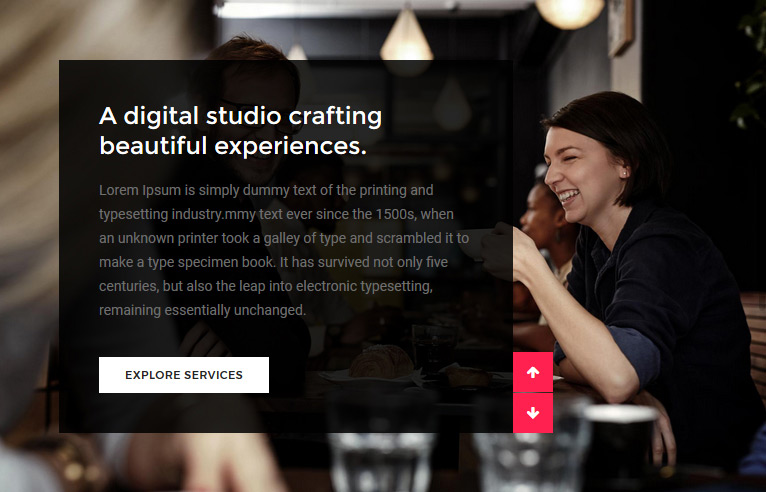 A digital studio crafting
beautiful experiences.
Lorem Ipsum is simply dummy text of the printing and
typesetting industry.mmy text ever since the 1500s, when
an unknown printer took a galley of type and scrambled it to
make a type specimen book. It has survived not only five
centuries, but also the leap into electronic typesetting,
remaining essentially unchanged.
EXPLORE SERVICES